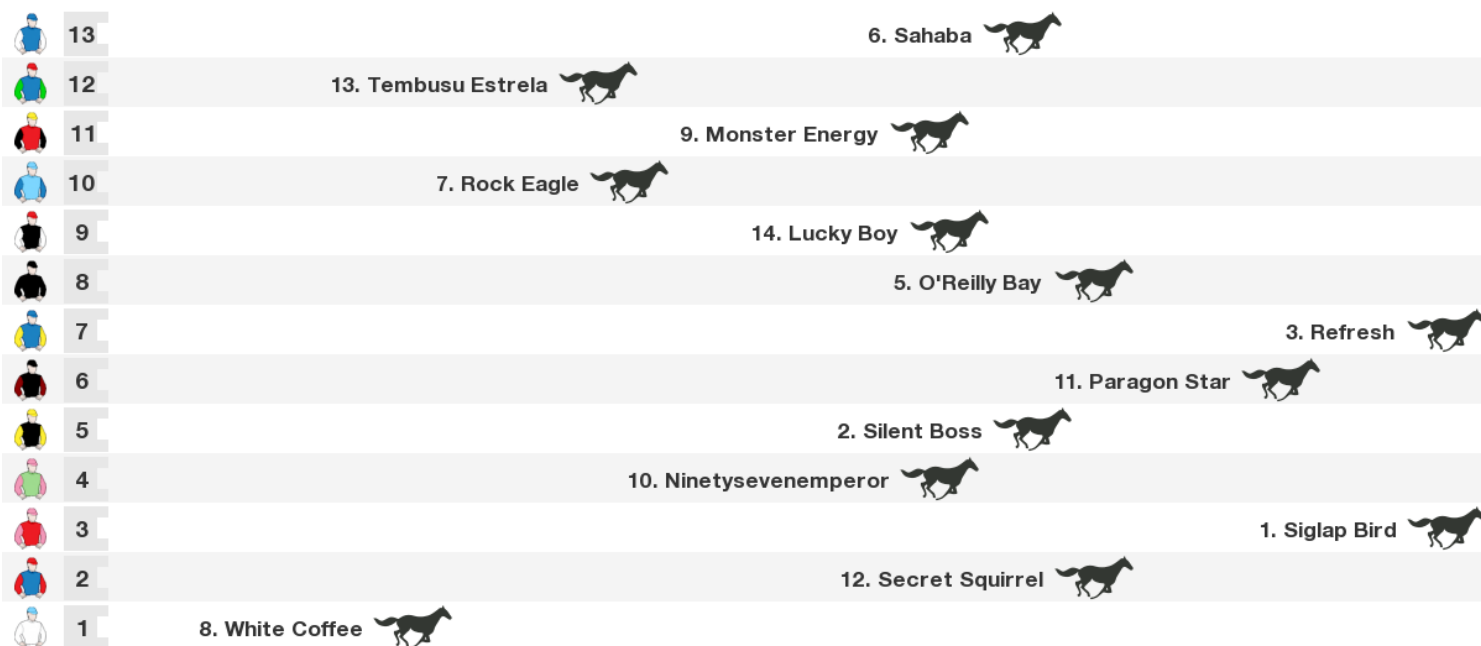 13 6. Sahaba
12 13. Tembusu Estrela
11 9. Monster Energy
10 7. Rock Eagle
9 14. Lucky Boy
8 5. O'Reilly Bay
7 3. Refresh
6 11. Paragon Star
5 2. Silent Boss
4 10. Ninetysevenemperor
3 1. Siglap Bird
2 12. Secret Squirrel
1 8. White Coffee